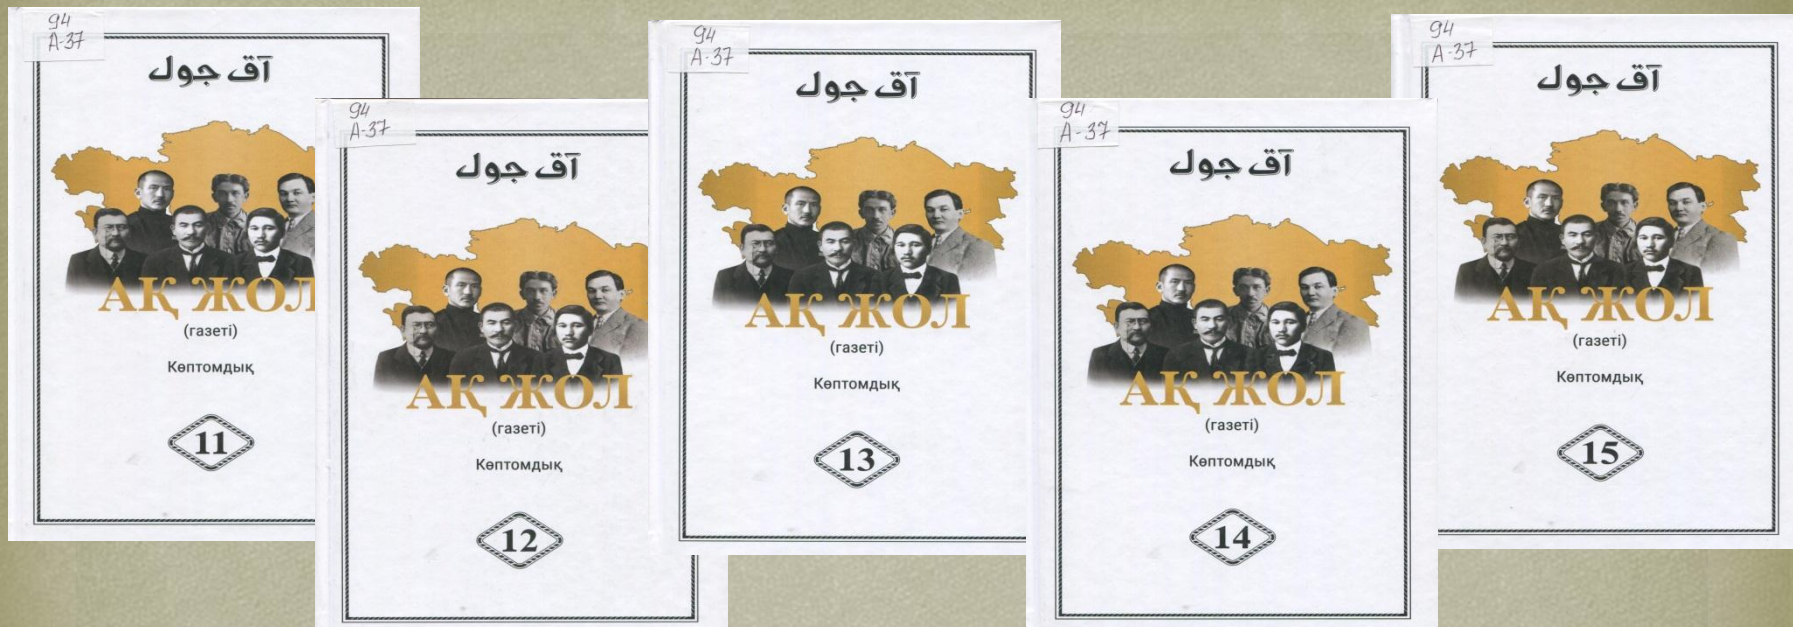 94
А-37
آق جول
АҚ ЖОЛ
(газеті)
Көптомдық
11
94
А-37
آق جول
АҚ ЖОЛ
(газеті)
Көптомдық
12
94
А-37
آق جول
АҚ ЖОЛ
(газеті)
Көптомдық
13
94
А-37
آق جول
АҚ ЖОЛ
(газеті)
Көптомдық
14
94
А-37
آق جول
АҚ ЖОЛ
(газеті)
Көптомдық
15